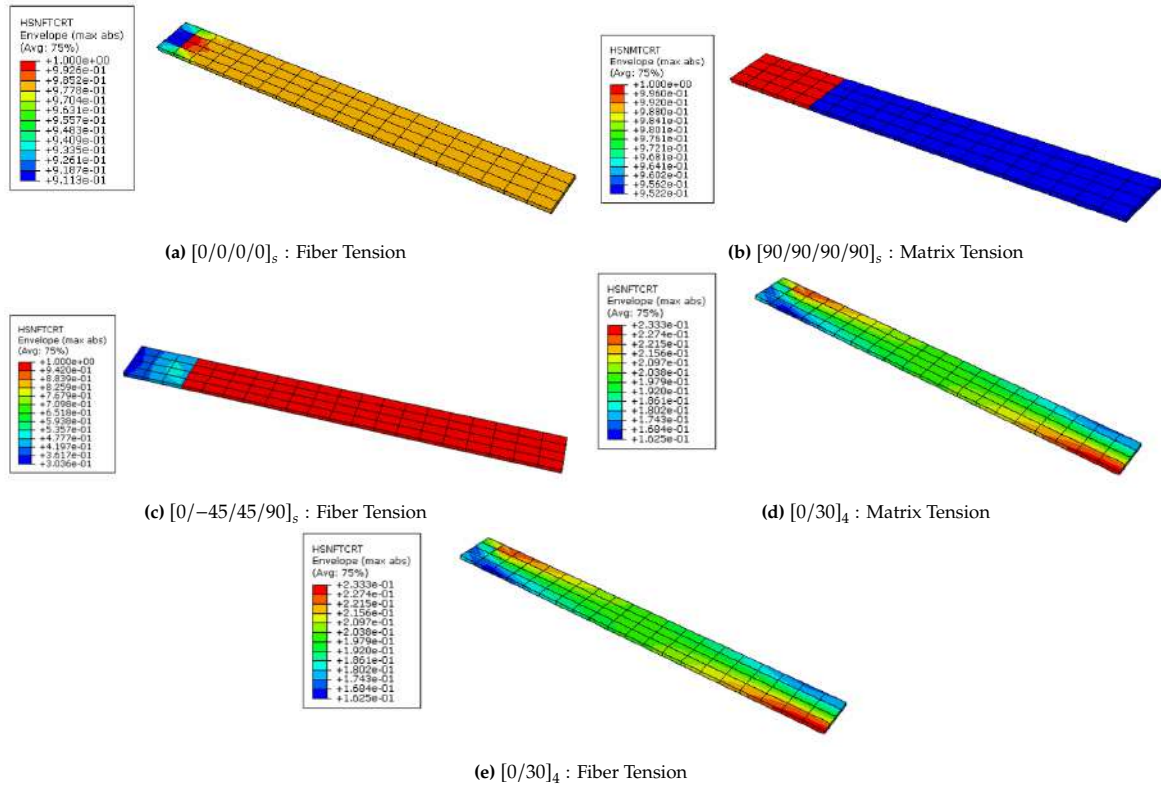 HSNFTCRT
Envelope (max abs)
(Avg: 75%)
+1.000e+00
+9.926e-01
+9.852e-01
+9.778e-01
+9.704e-01
+9.631e-01
+9.557e-01
+9.483e-01
+9.409e-01
+9.335e-01
+9.261e-01
+9.187e-01
+9.113e-01
(a) [0/0/0/0]s : Fiber Tension
HSNMTCRT
Envelope (max abs)
(Avg: 75%)
+1.000e+00
+9.960e-01
+9.920e-01
+9.880e-01
+9.841e-01
+9.801e-01
+9.761e-01
+9.721e-01
+9.681e-01
+9.641e-01
+9.602e-01
+9.562e-01
+9.522e-01
(b) [90/90/90/90]s : Matrix Tension
HSNFTCRT
Envelope (max abs)
(Avg: 75%)
+1.000e+00
+9.420e-01
+8.839e-01
+8.259e-01
+7.679e-01
+7.098e-01
+6.518e-01
+5.938e-01
+5.357e-01
+4.777e-01
+4.197e-01
+3.617e-01
+3.036e-01
(c) [0/−45/45/90]s : Fiber Tension
HSNFTCRT
Envelope (max abs)
(Avg: 75%)
+2.333e-01
+2.274e-01
+2.215e-01
+2.156e-01
+2.097e-01
+2.038e-01
+1.979e-01
+1.920e-01
+1.861e-01
+1.802e-01
+1.743e-01
+1.684e-01
+1.625e-01
(d) [0/30]4 : Matrix Tension
HSNFTCRT
Envelope (max abs)
(Avg: 75%)
+2.333e-01
+2.274e-01
+2.215e-01
+2.156e-01
+2.097e-01
+2.038e-01
+1.979e-01
+1.920e-01
+1.861e-01
+1.802e-01
+1.743e-01
+1.684e-01
+1.625e-01
(e) [0/30]4 : Fiber Tension